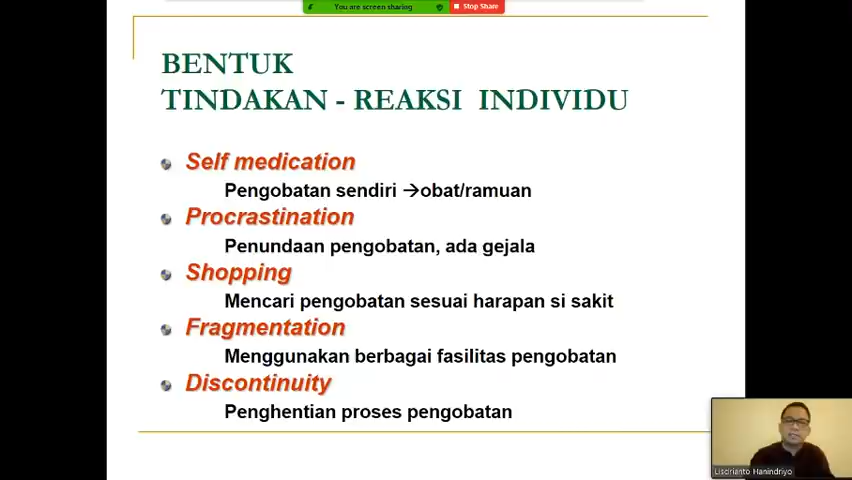 You are screen sharing
Stop Share
BENTUK
TINDAKAN - REAKSI INDIVIDU
Self medication
Pengobatan sendiri →obat/ramuan
Procrastination
Penundaan pengobatan, ada gejala
Shopping
Mencari pengobatan sesuai harapan si sakit
Fragmentation
Menggunakan berbagai fasilitas pengobatan
Discontinuity
Penghentian proses pengobatan
Lisdrianto Hanindriyo